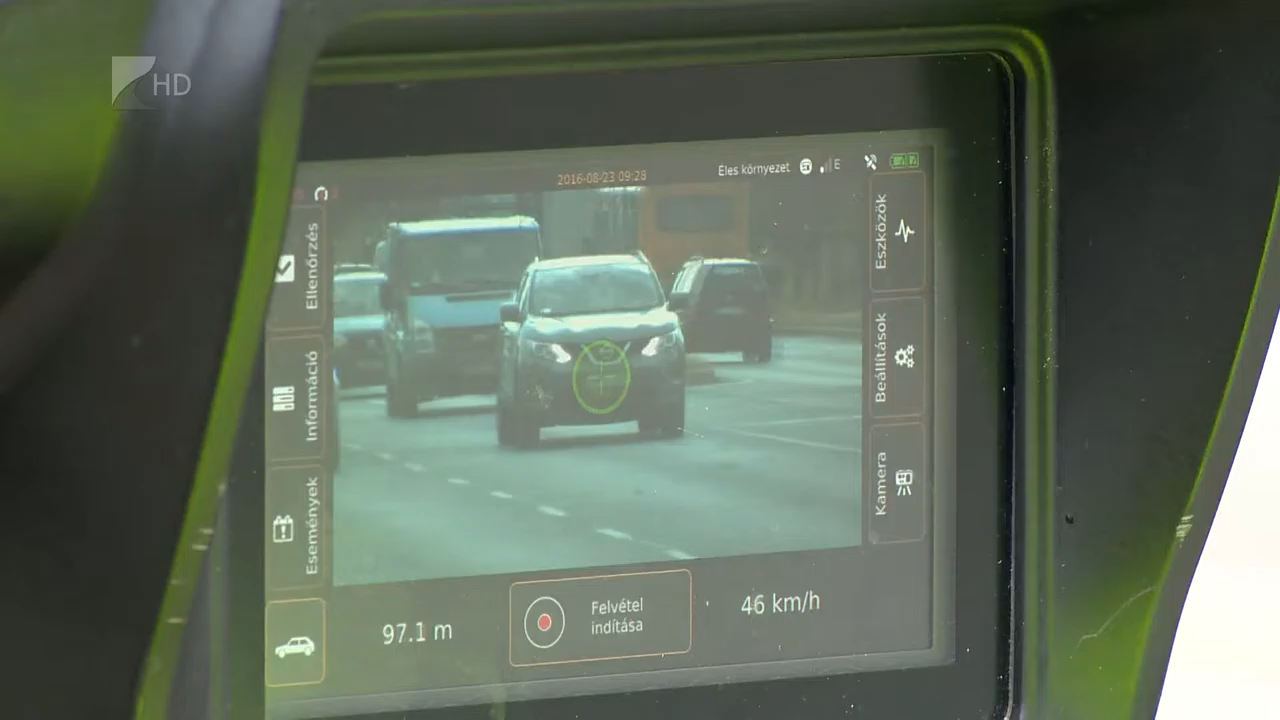 HD
2016-08-23 09:28
Éles környezet
E
Ellenőrzés
Információ
Események
Eszközök
Beállítások
Kamera
97.1 m
Felvétel
indítása
46 km/h